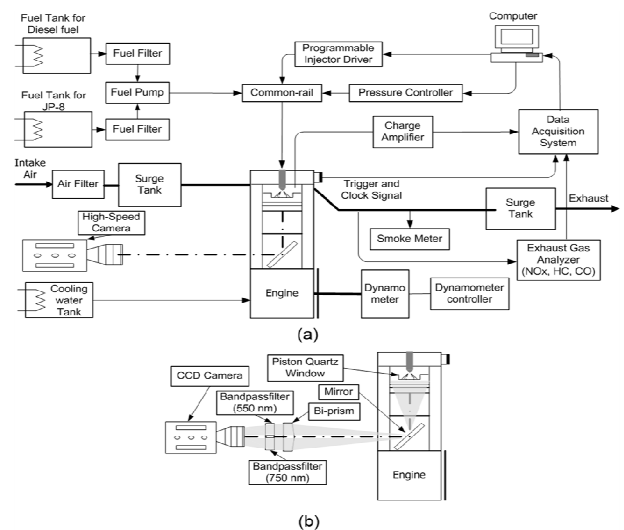 Fuel Tank for
Diesel fuel
Fuel Filter
Fuel Pump
Fuel Tank for
JP-8
Fuel Filter
Programmable
Injector Driver
Computer
Common-rail
Pressure Controller
Charge
Amplifier
Data
Acquisition
System
Intake
Air
Air Filter
Surge
Tank
Trigger and
Clock Signal
Surge
Tank
Exhaust
High-Speed
Camera
Smoke Meter
Exhaust Gas
Analyzer
(NOx, HC, CO)
Cooling
water
Tank
Engine
Dynamo
meter
Dynamometer
controller
(a)
CCD Camera
Bandpassfilter
(550 nm)
Piston Quartz
Window
Mirror
Bi-prism
Bandpassfilter
(750 nm)
Engine
(b)